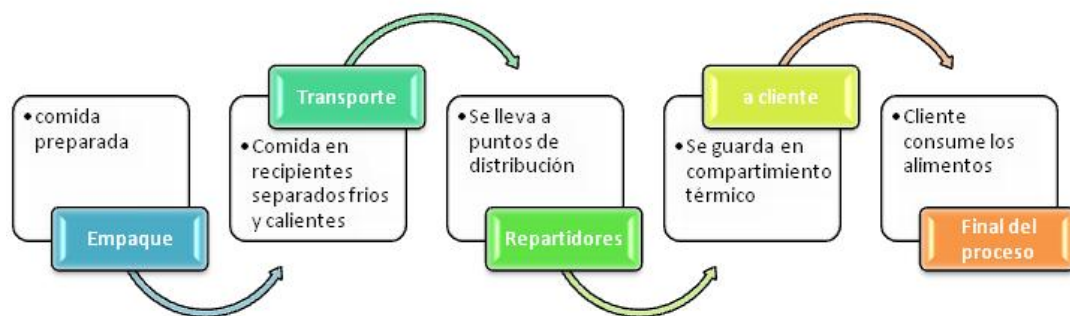 • comida
preparada
Empaque
Transporte
• Comida en
recipientes
separados fríos
y calientes
• Se lleva a
puntos de
distribución
Repartidores
a cliente
• Se guarda en
compartimiento
térmico
• Cliente
consume los
alimentos
Final del
proceso